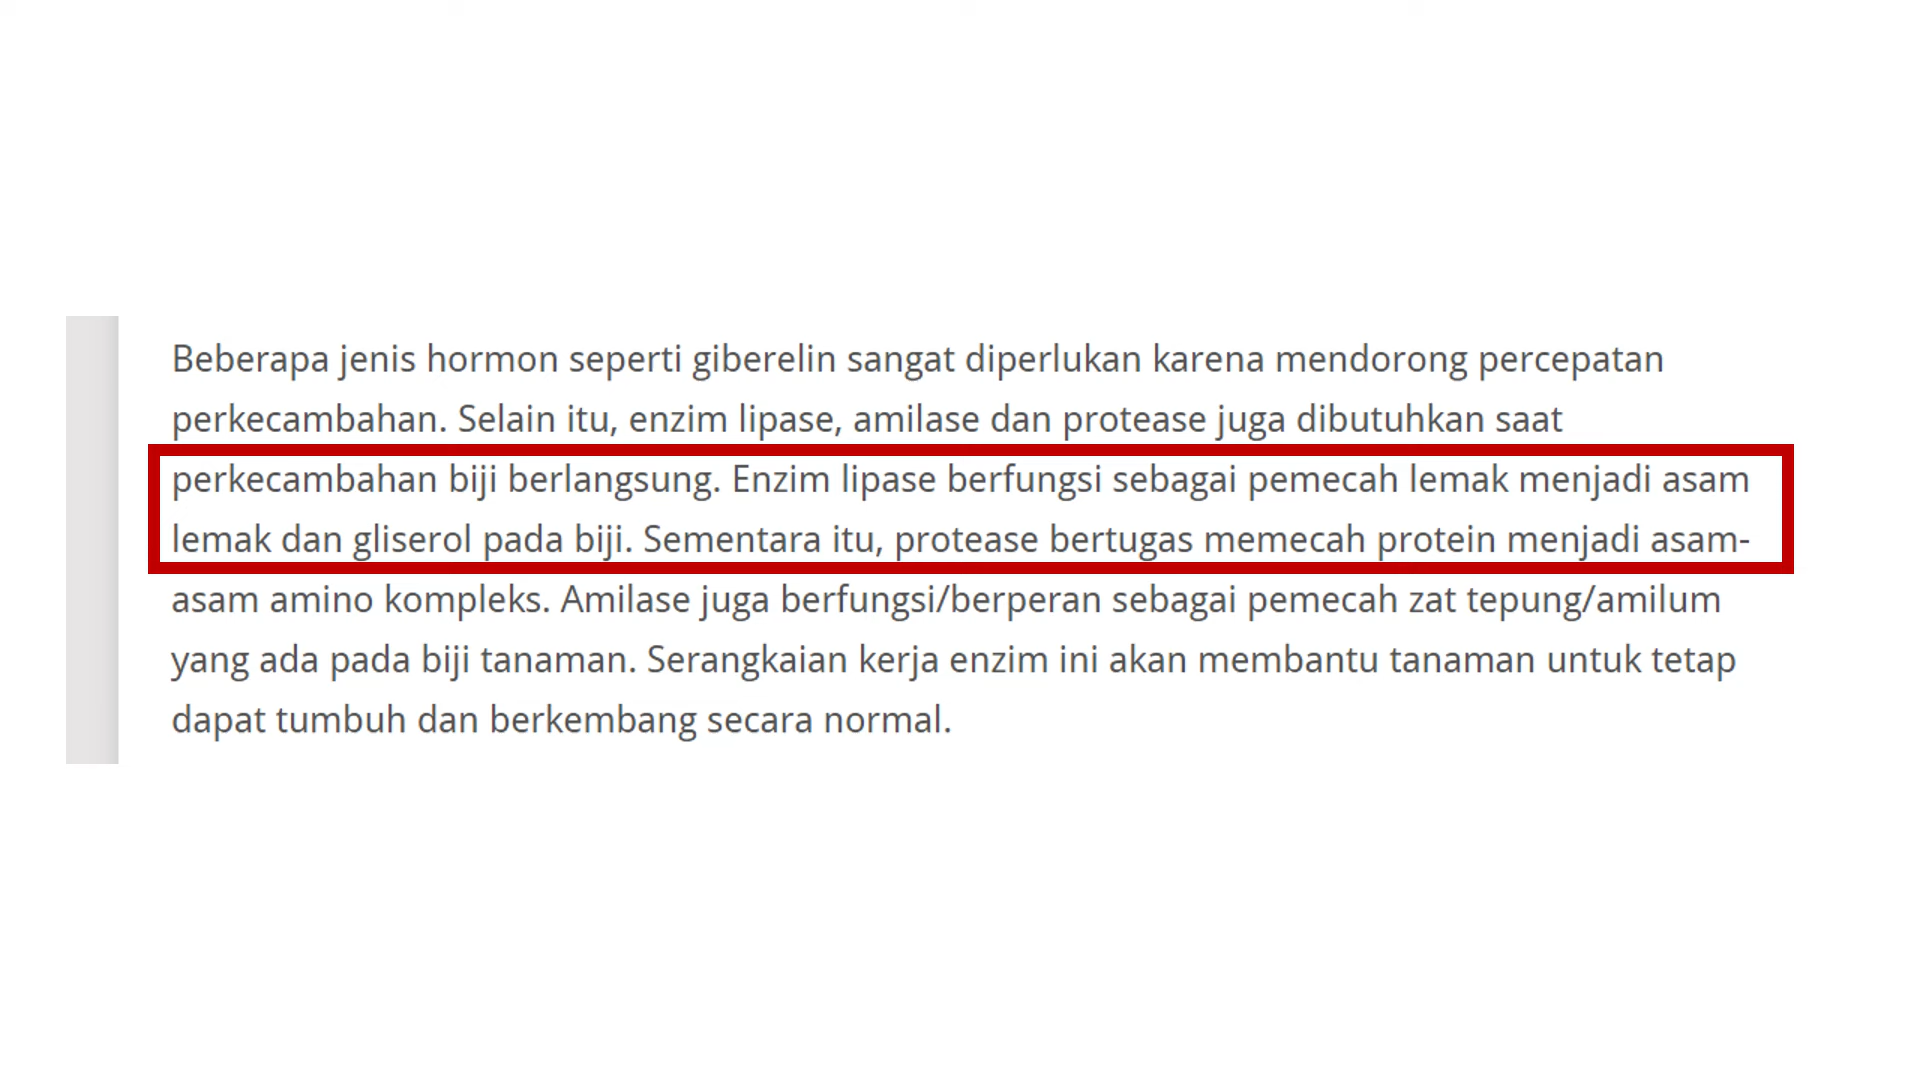 Beberapa jenis hormon seperti giberelin sangat diperlukan karena mendorong percepatan
perkecambahan. Selain itu, enzim lipase, amilase dan protease juga dibutuhkan saat
perkecambahan biji berlangsung. Enzim lipase berfungsi sebagai pemecah lemak menjadi asam
lemak dan gliserol pada biji. Sementara itu, protease bertugas memecah protein menjadi asam-
asam amino kompleks. Amilase juga berfungsi/berperan sebagai pemecah zat tepung/amilum
yang ada pada biji tanaman. Serangkaian kerja enzim ini akan membantu tanaman untuk tetap
dapat tumbuh dan berkembang secara normal.